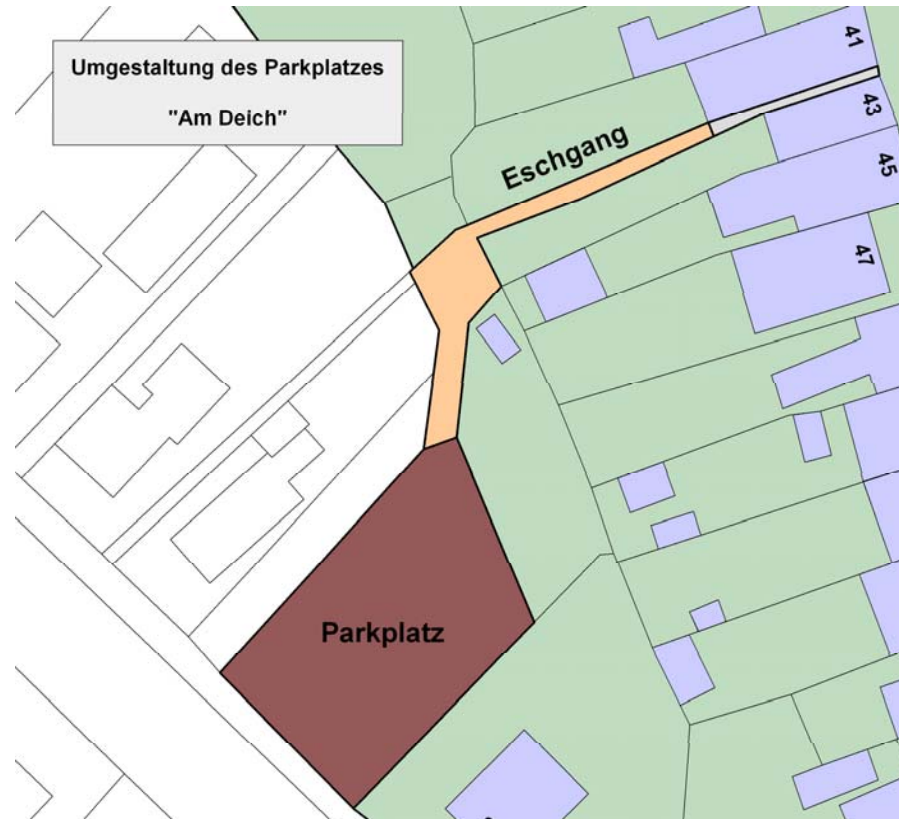 Umgestaltung des Parkplatzes
"Am Deich"
41
43
Eschgang
45
47
Parkplatz